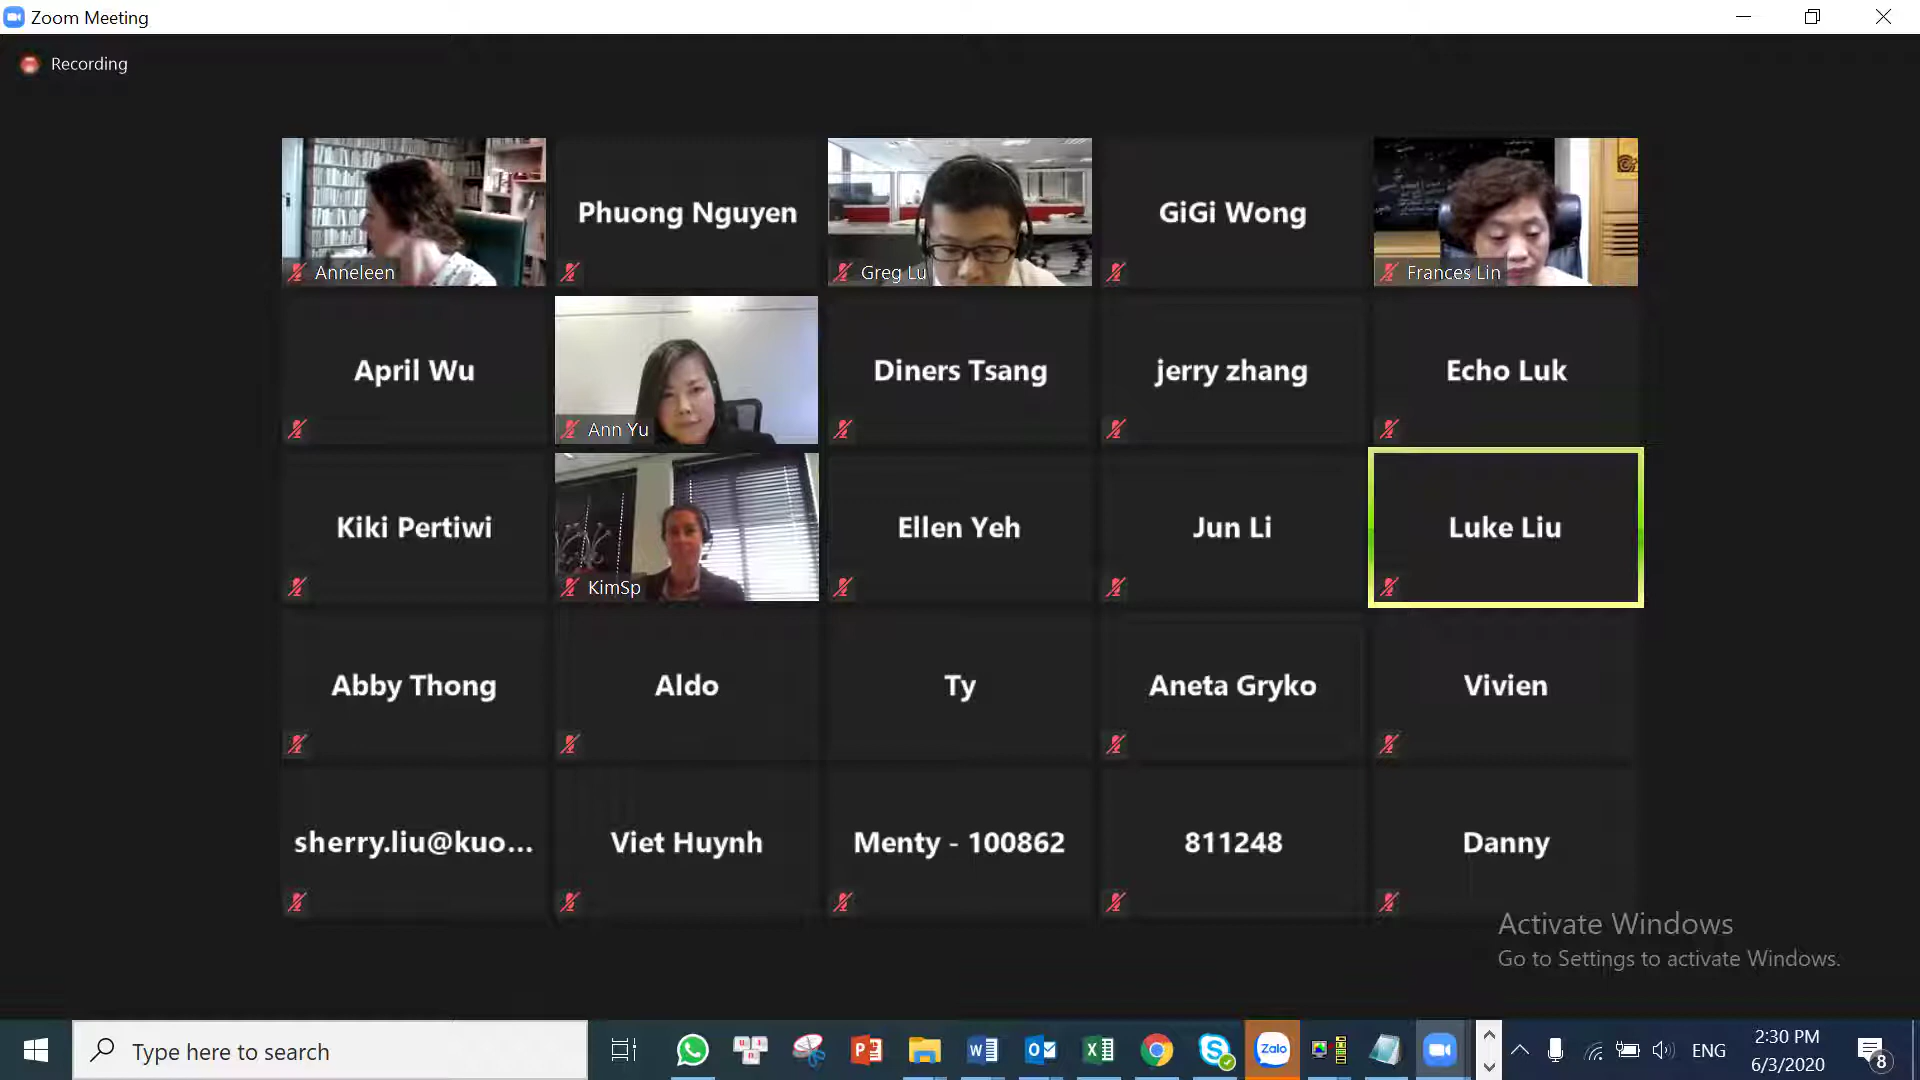 Zoom Meeting
Recording
Anneleen
Phuong Nguyen
Greg Lu
GiGi Wong
Frances Lin
April Wu
Ann Yu
Diners Tsang
jerry zhang
Echo Luk
Kiki Pertiwi
KimSp
Ellen Yeh
Jun Li
Luke Liu
Abby Thong
Aldo
Ty
Aneta Gryko
Vivien
sherry.liu@kuo...
Viet Huynh
Menty - 100862
811248
Danny
Activate Windows
Go to Settings to activate Windows.
Type here to search
Zalo
ENG
2:30 PM
6/3/2020
8